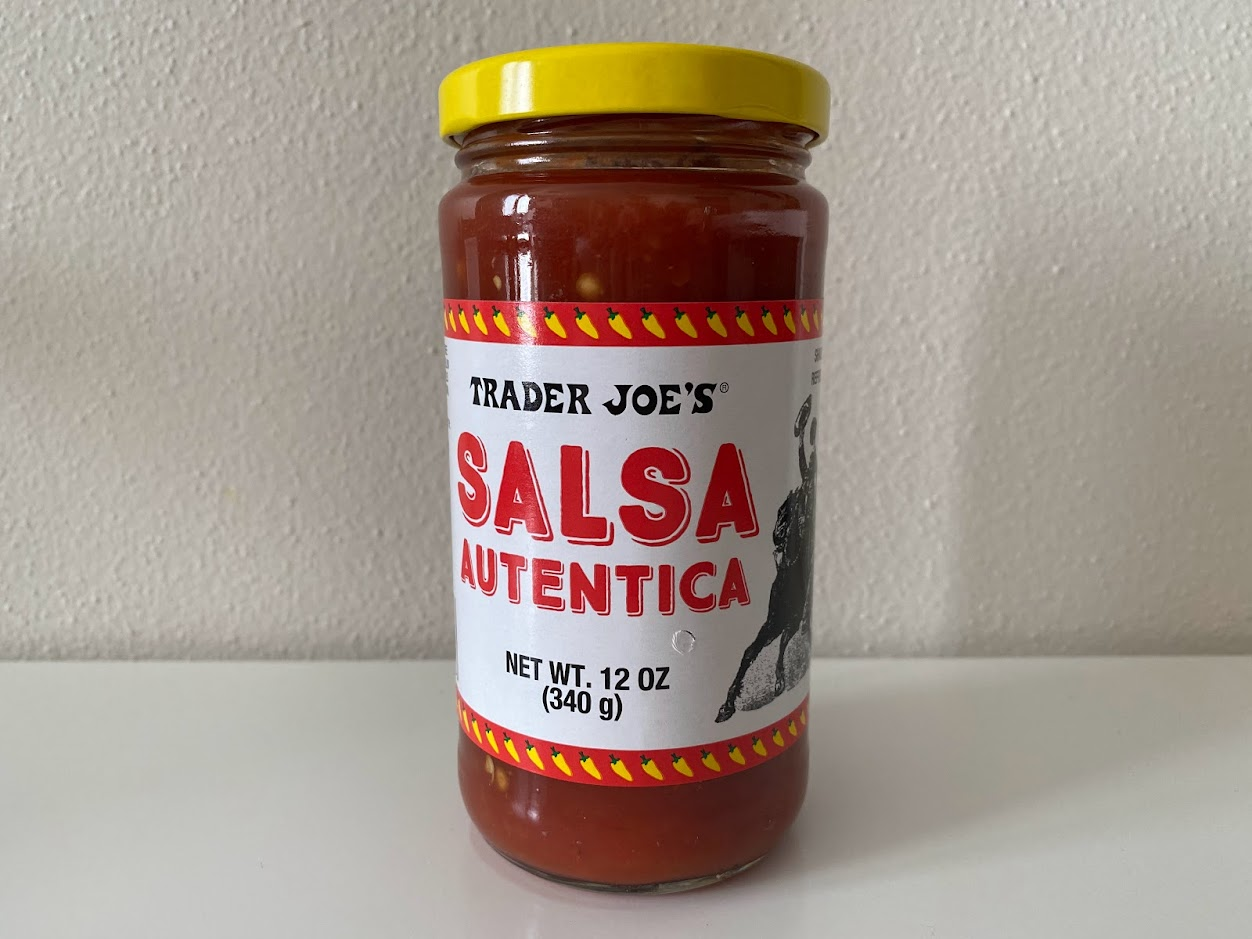 TRADER JOE'S®
SALSA
AUTENTICA
NET WT. 12 OZ
(340 g)